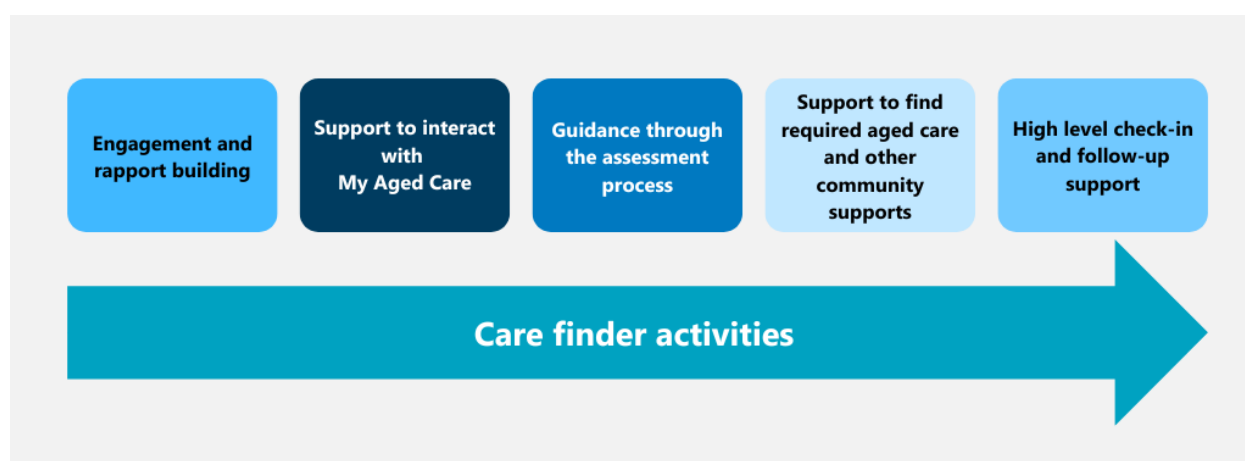 Engagement and
rapport building
Support to interact
with
My Aged Care
Guidance through
the assessment
process
Support to find
required aged care
and other
community
supports
High level check-in
and follow-up
support
Care finder activities